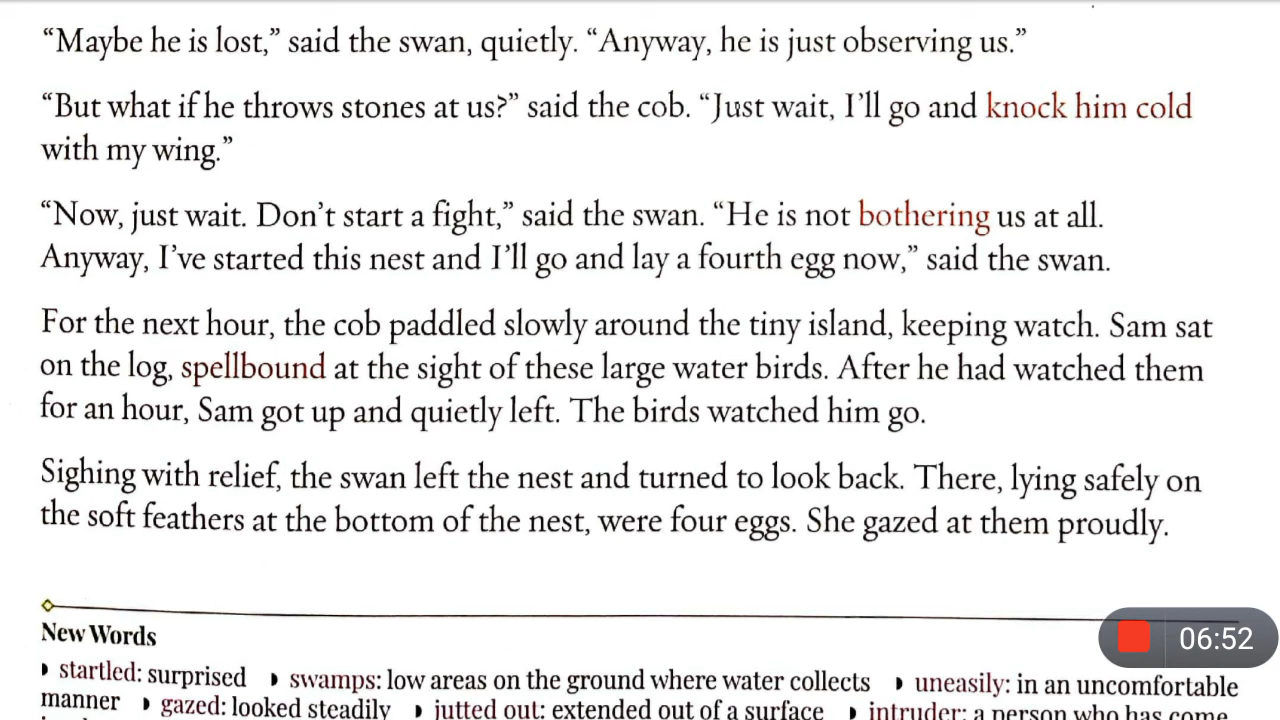 “Maybe he is lost,” said the swan, quietly. “Anyway, he is just observing us.”
“But what if he throws stones at us?” said the cob. “Just wait, I’ll go and knock him cold
with my wing.”
“Now, just wait. Don’t start a fight,” said the swan. “He is not bothering us at all.
Anyway, I’ve started this nest and I’ll go and lay a fourth egg now,” said the swan.
For the next hour, the cob paddled slowly around the tiny island, keeping watch. Sam sat
on the log, spellbound at the sight of these large water birds. After he had watched them
for an hour, Sam got up and quietly left. The birds watched him go.
Sighing with relief, the swan left the nest and turned to look back. There, lying safely on
the soft feathers at the bottom of the nest, were four eggs. She gazed at them proudly.
New Words
startled: surprised swamps: low areas on the ground where water collects uneasily: in an uncomfortable
manner gazed: looked steadily jutted out: extended out of a surface intruder: a person who has come
06:52